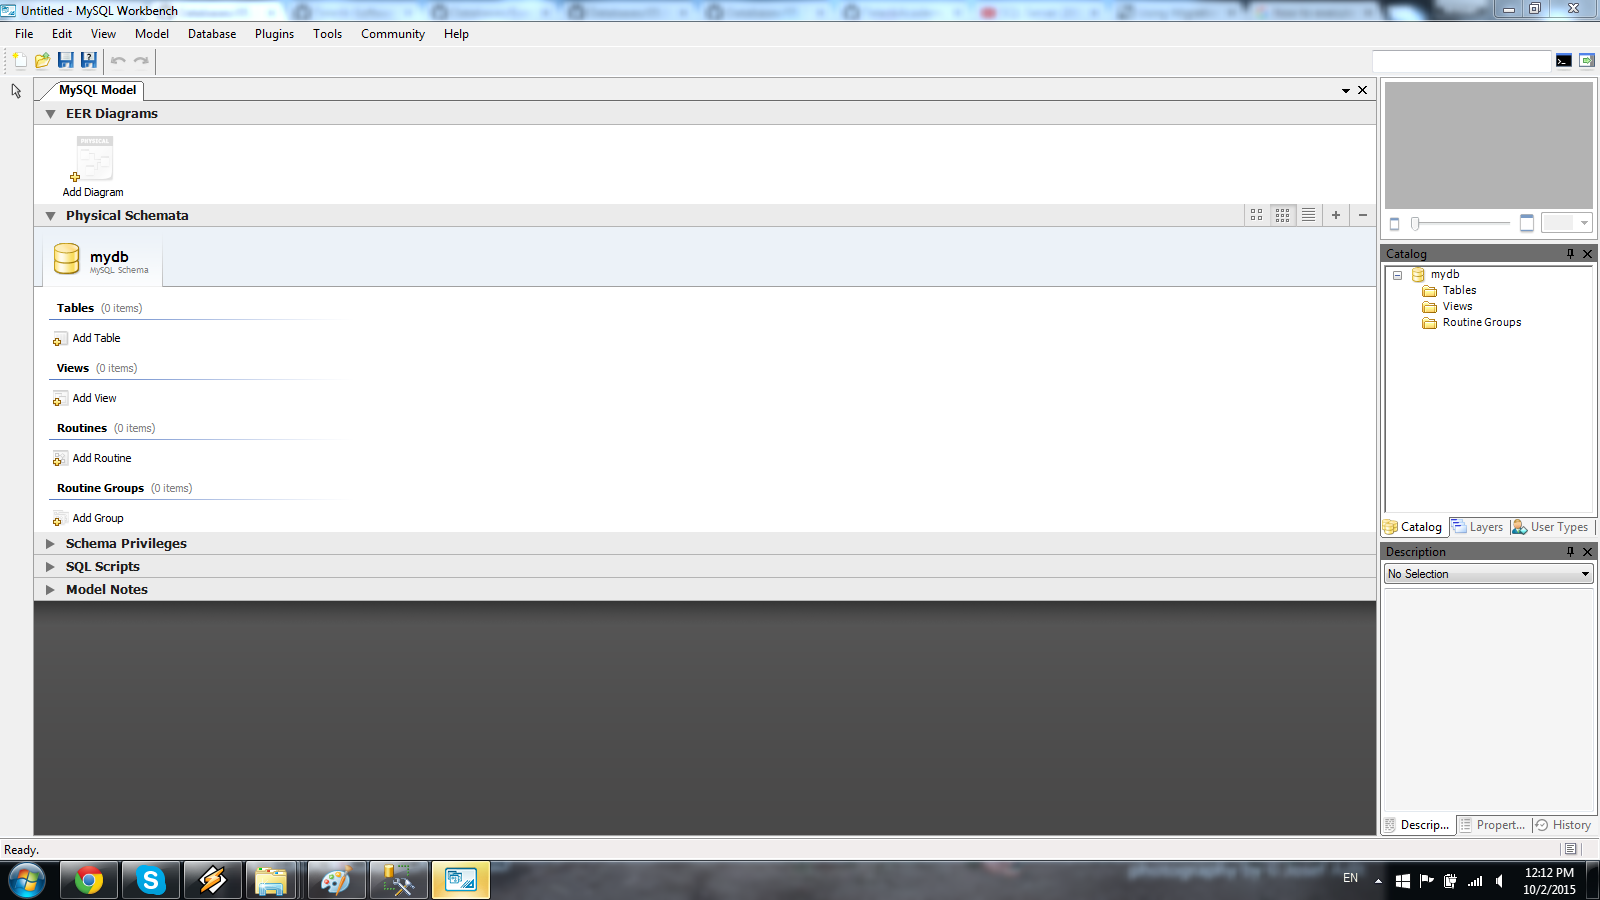 Untitled - MySQL Workbench
File Edit View Model Database Plugins Tools Community Help
MySQL Model
EER Diagrams
PHYSICAL
Add Diagram
Physical Schemata
mydb
MySQL Schema
Tables (0 items)
Add Table
Views (0 items)
Add View
Routines (0 items)
Add Routine
Routine Groups (0 items)
Add Group
Schema Privileges
SQL Scripts
Model Notes
Catalog
mydb
Tables
Views
Routine Groups
Catalog Layers User Types
Description
No Selection
Descrip... Propert... History
Ready.
EN
12:12 PM
10/2/2015